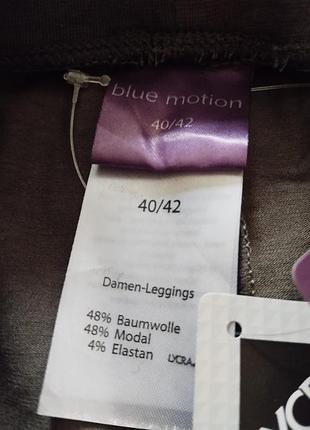 blue motion
40/42
40/42
Damen-Leggings
48% Baumwolle
48% Modal
4% Elastan LYCRA